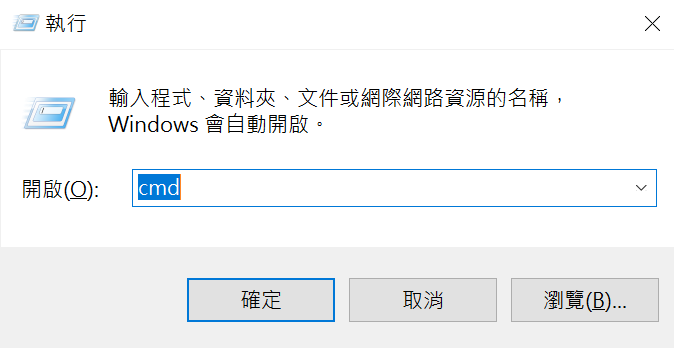 執行
輸入程式、資料夾、文件或網際網路資源的名稱，
Windows 會自動開啟。
開啟(O):
cmd
確定
取消
瀏覽(B)...